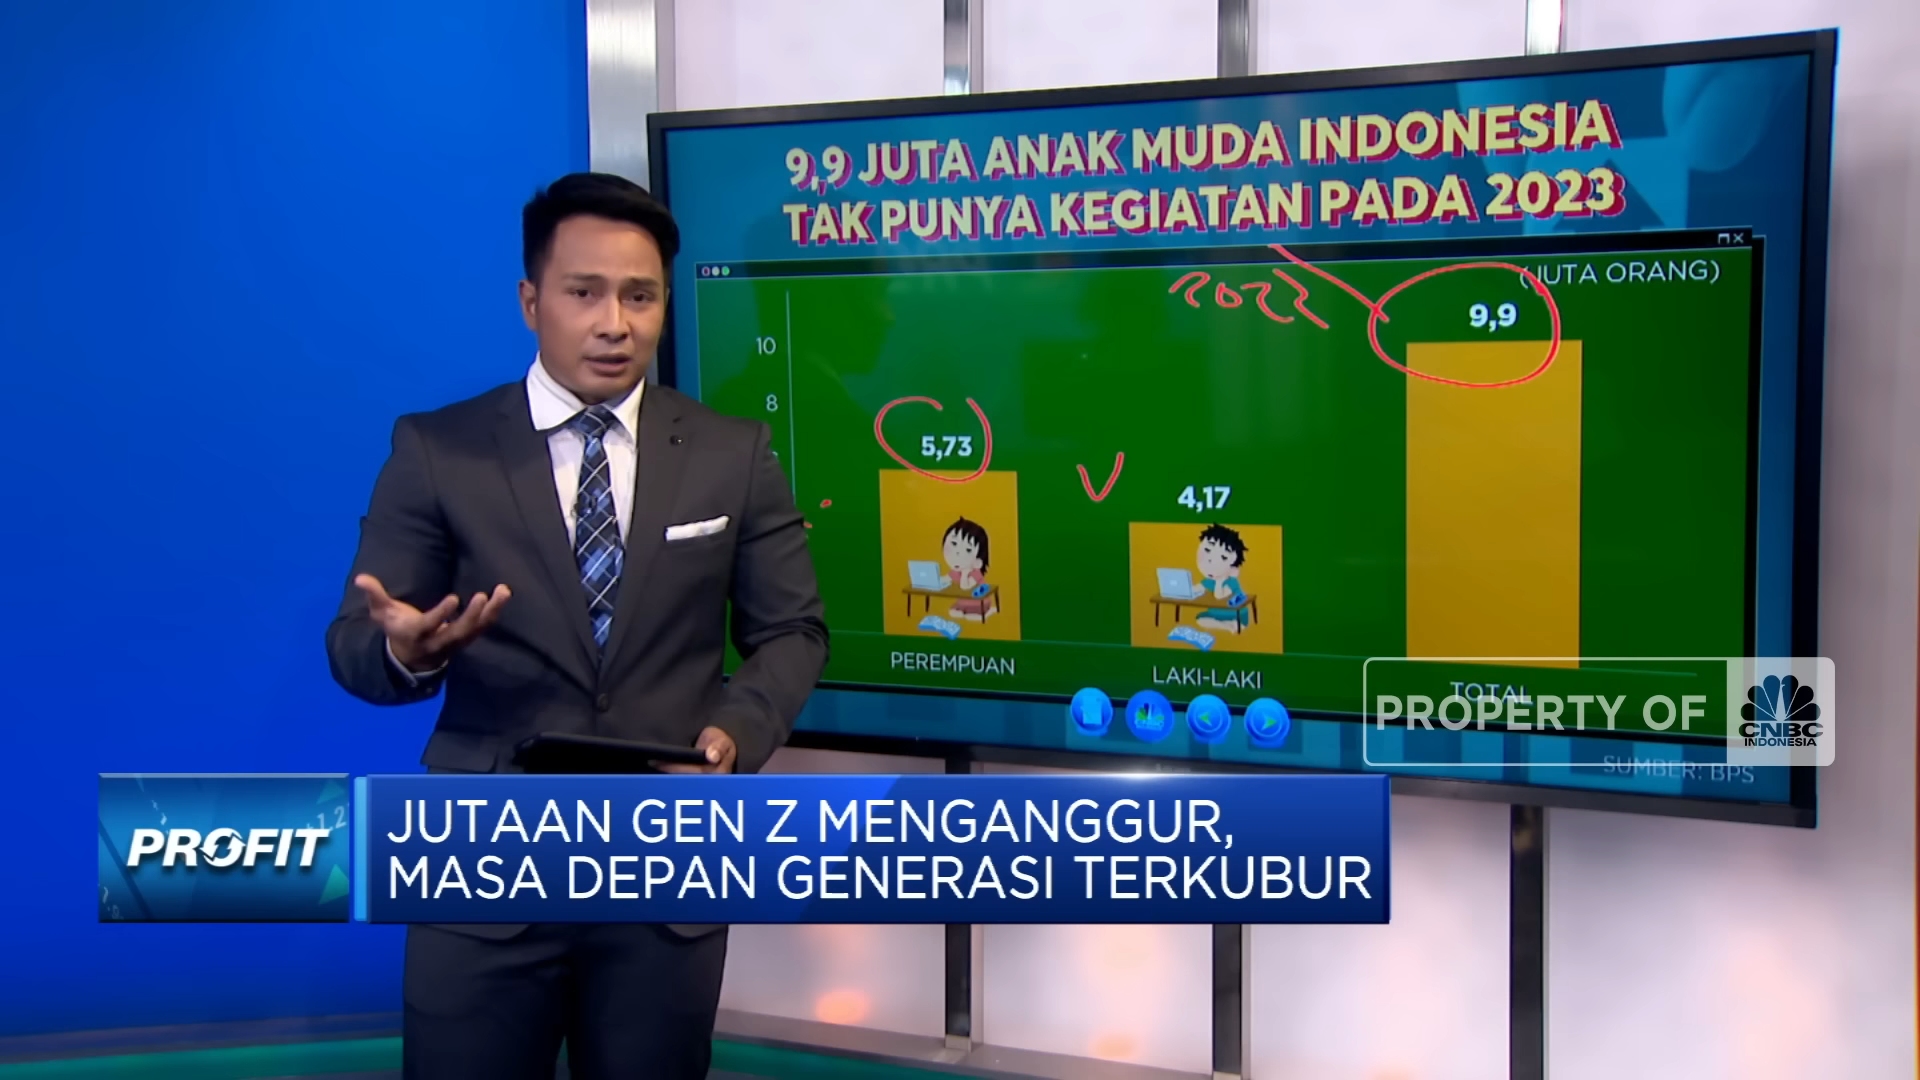 9,9 JUTA ANAK MUDA INDONESIA
TAK PUNYA KEGIATAN PADA 2023
(JUTA ORANG)
2023
9,9
10
8
5,73
4,17
PEREMPUAN
LAKI-LAKI
TOTAL
PROPERTY OF
CNBC
INDONESIA
SUMBER: BPS
PROFIT
JUTAAN GEN Z MENGANGGUR,
MASA DEPAN GENERASI TERKUBUR